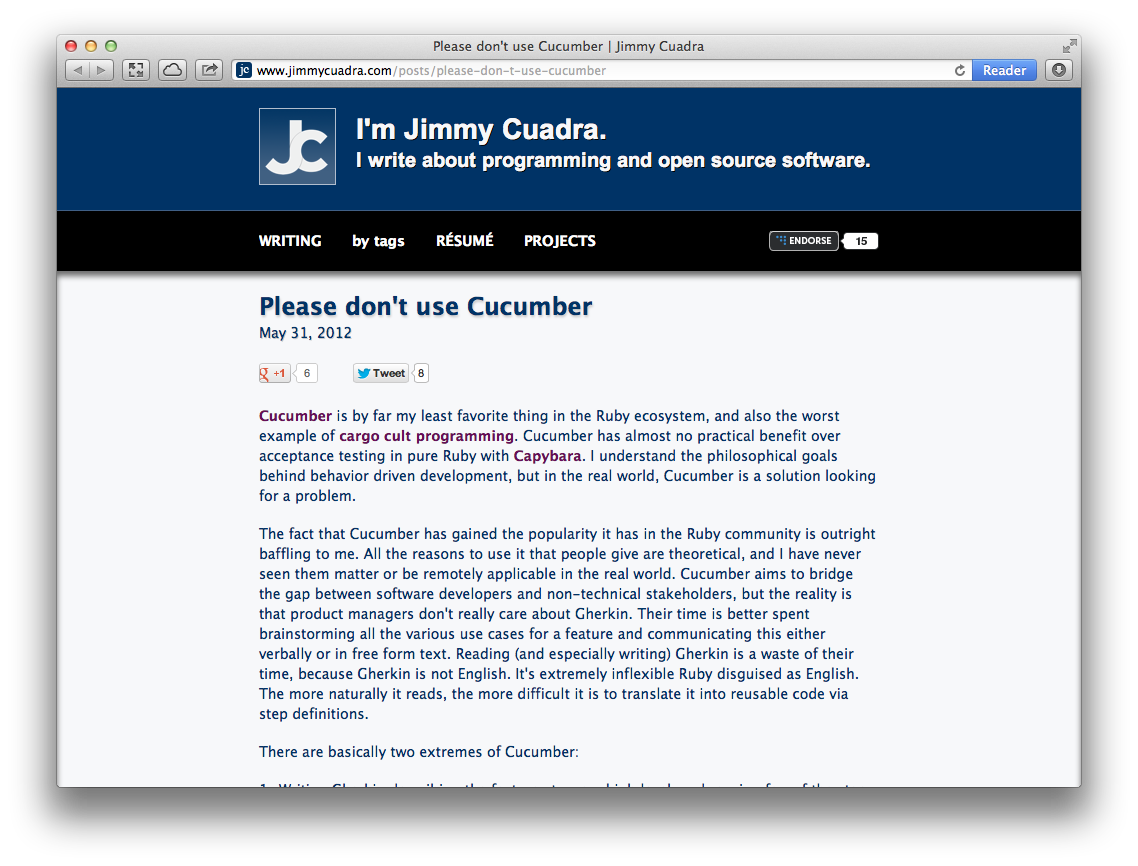 Please don't use Cucumber | Jimmy Cuadra
jc www.jimmycuadra.com/posts/please-don-t-use-cucumber
Reader
JC
I'm Jimmy Cuadra.
I write about programming and open source software.
WRITING by tags RÉSUMÉ PROJECTS ENDORSE 15
Please don't use Cucumber
May 31, 2012
g +1 6 Tweet 8
Cucumber is by far my least favorite thing in the Ruby ecosystem, and also the worst
example of cargo cult programming. Cucumber has almost no practical benefit over
acceptance testing in pure Ruby with Capybara. I understand the philosophical goals
behind behavior driven development, but in the real world, Cucumber is a solution looking
for a problem.
The fact that Cucumber has gained the popularity it has in the Ruby community is outright
baffling to me. All the reasons to use it that people give are theoretical, and I have never
seen them matter or be remotely applicable in the real world. Cucumber aims to bridge
the gap between software developers and non-technical stakeholders, but the reality is
that product managers don't really care about Gherkin. Their time is better spent
brainstorming all the various use cases for a feature and communicating this either
verbally or in free form text. Reading (and especially writing) Gherkin is a waste of their
time, because Gherkin is not English. It's extremely inflexible Ruby disguised as English.
The more naturally it reads, the more difficult it is to translate it into reusable code via
step definitions.
There are basically two extremes of Cucumber: